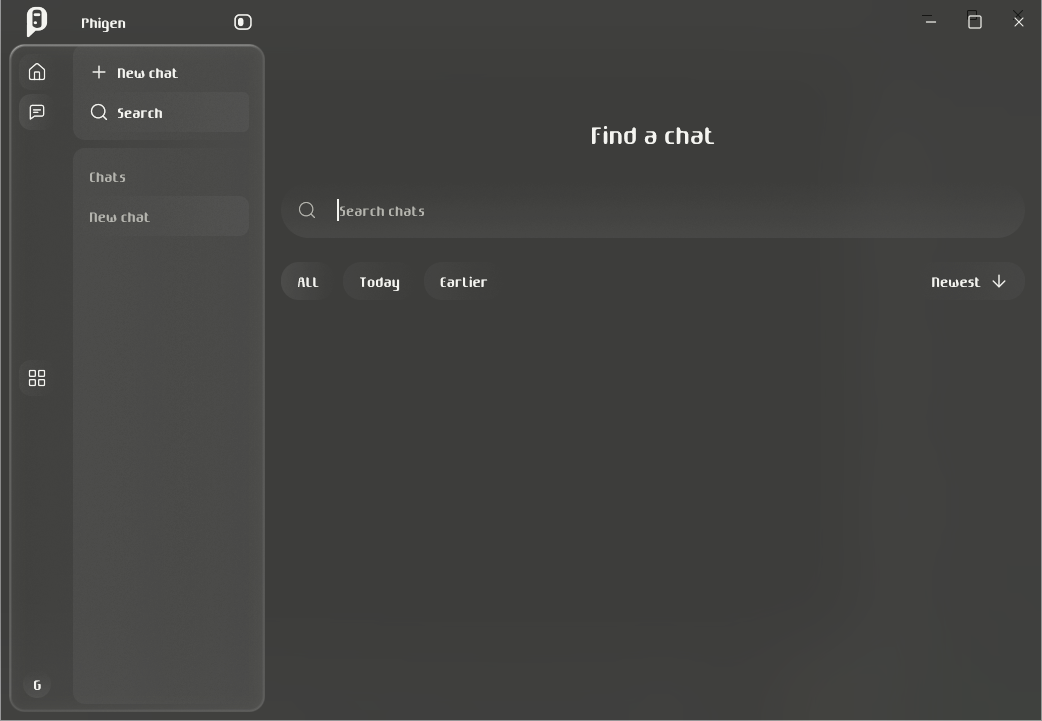 Phigen
New chat
Search
Chats
New chat
Find a chat
Search chats
All
Today
Earlier
Newest
G